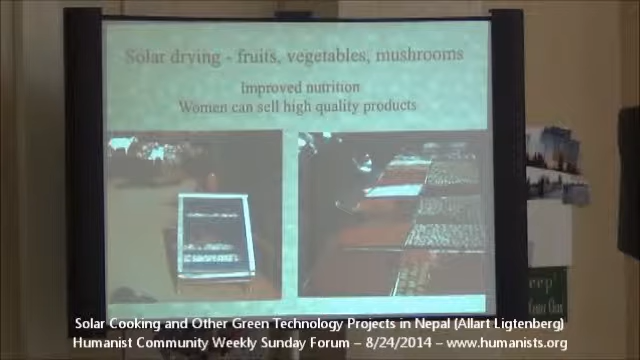 Solar drying - fruits, vegetables, mushrooms
Improved nutrition
Women can sell high quality products
Solar Cooking and Other Green Technology Projects in Nepal (Allart Ligtenberg)
Humanist Community Weekly Sunday Forum – 8/24/2014 – www.humanists.org